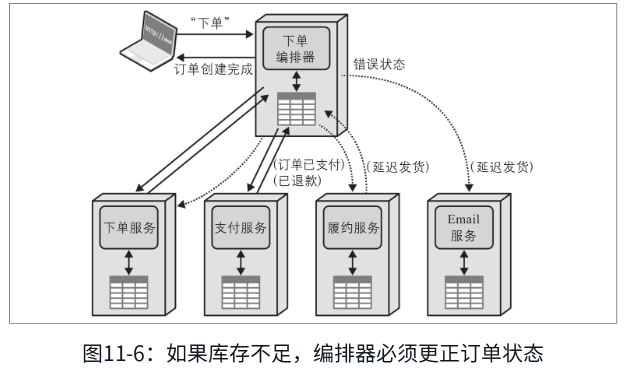 “下单”
http://www
订单创建完成
下单
编排器
错误状态
(订单已支付)
(已退款)
(延迟发货)
(延迟发货)
下单服务
支付服务
履约服务
Email
服务
图11-6：如果库存不足，编排器必须更正订单状态